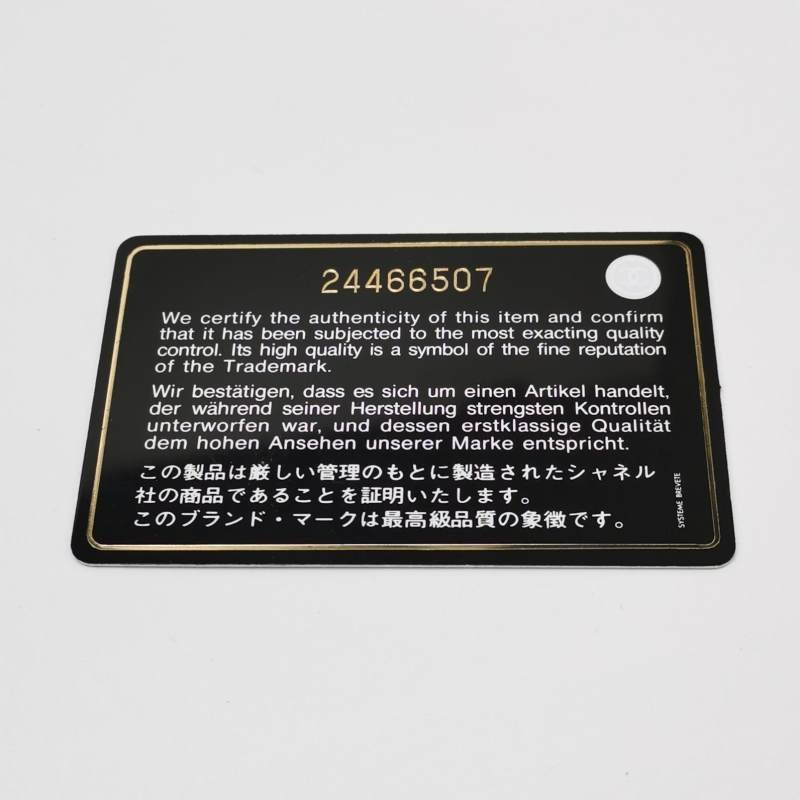 24466507
We certify the authenticity of this item and confirm
that it has been subjected to the most exacting quality
control. Its high quality is a symbol of the fine reputation
of the Trademark.
Wir bestätigen, dass es sich um einen Artikel handelt,
der während seiner Herstellung strengsten Kontrollen
unterworfen war, und dessen erstklassige Qualität
dem hohen Ansehen unserer Marke entspricht.
この製品は厳しい管理のもとに製造されたシャネル
社の商品であることを証明いたします。
このブランド・マークは最高級品質の象徴です。
SYSTEME BREVETE